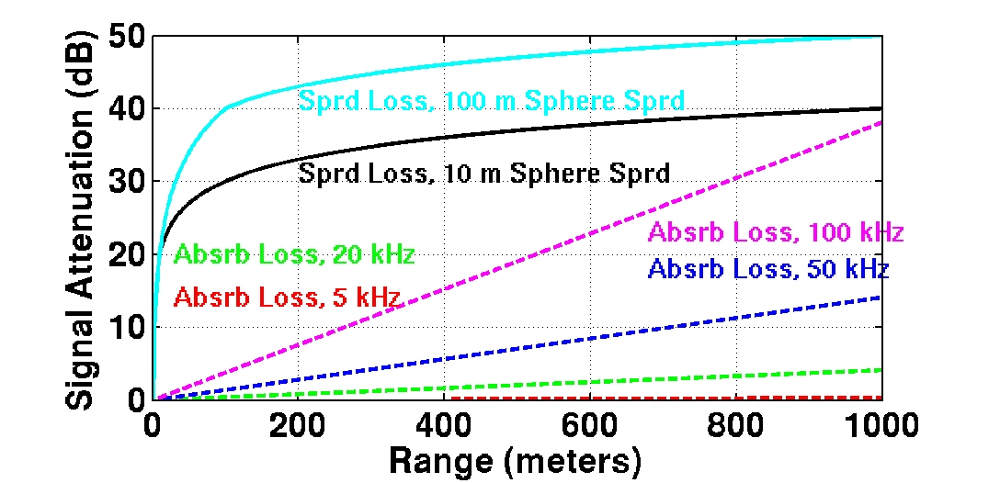 Signal Attenuation (dB)
50
40
30
20
10
0
Sprd Loss, 100 m Sphere Sprd
Sprd Loss, 10 m Sphere Sprd
Absrb Loss, 100 kHz
Absrb Loss, 20 kHz
Absrb Loss, 50 kHz
Absrb Loss, 5 kHz
0 200 400 600 800 1000
Range (meters)